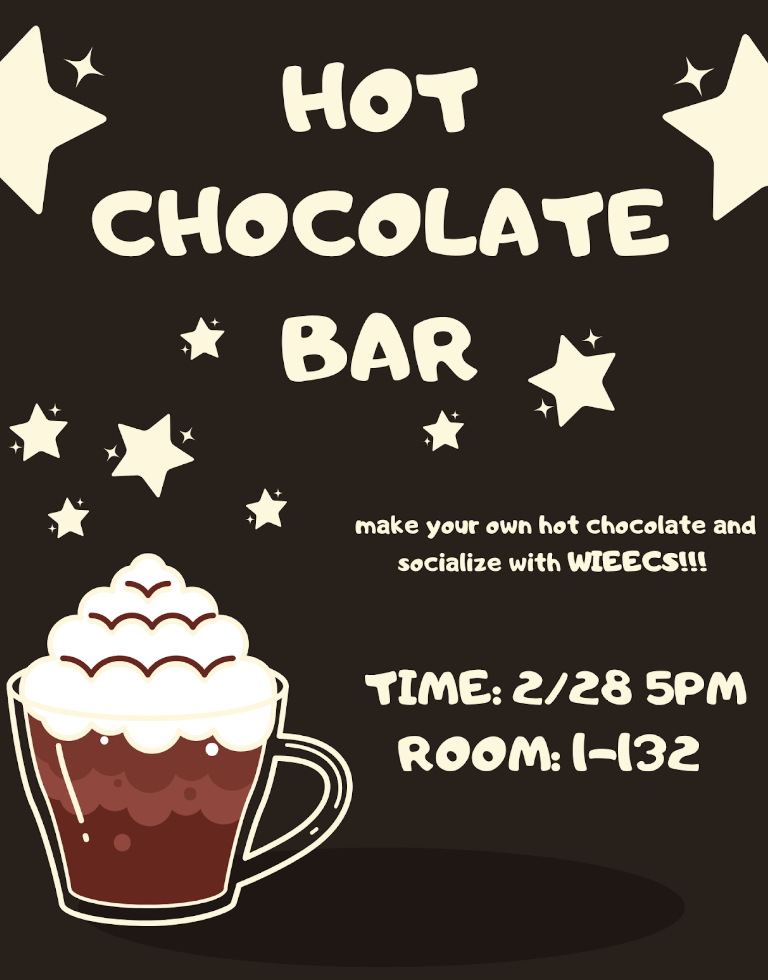 HOT
CHOCOLATE
BAR
make your own hot chocolate and
socialize with WIEECS!!!
TIME: 2/28 5PM
ROOM: 1-132